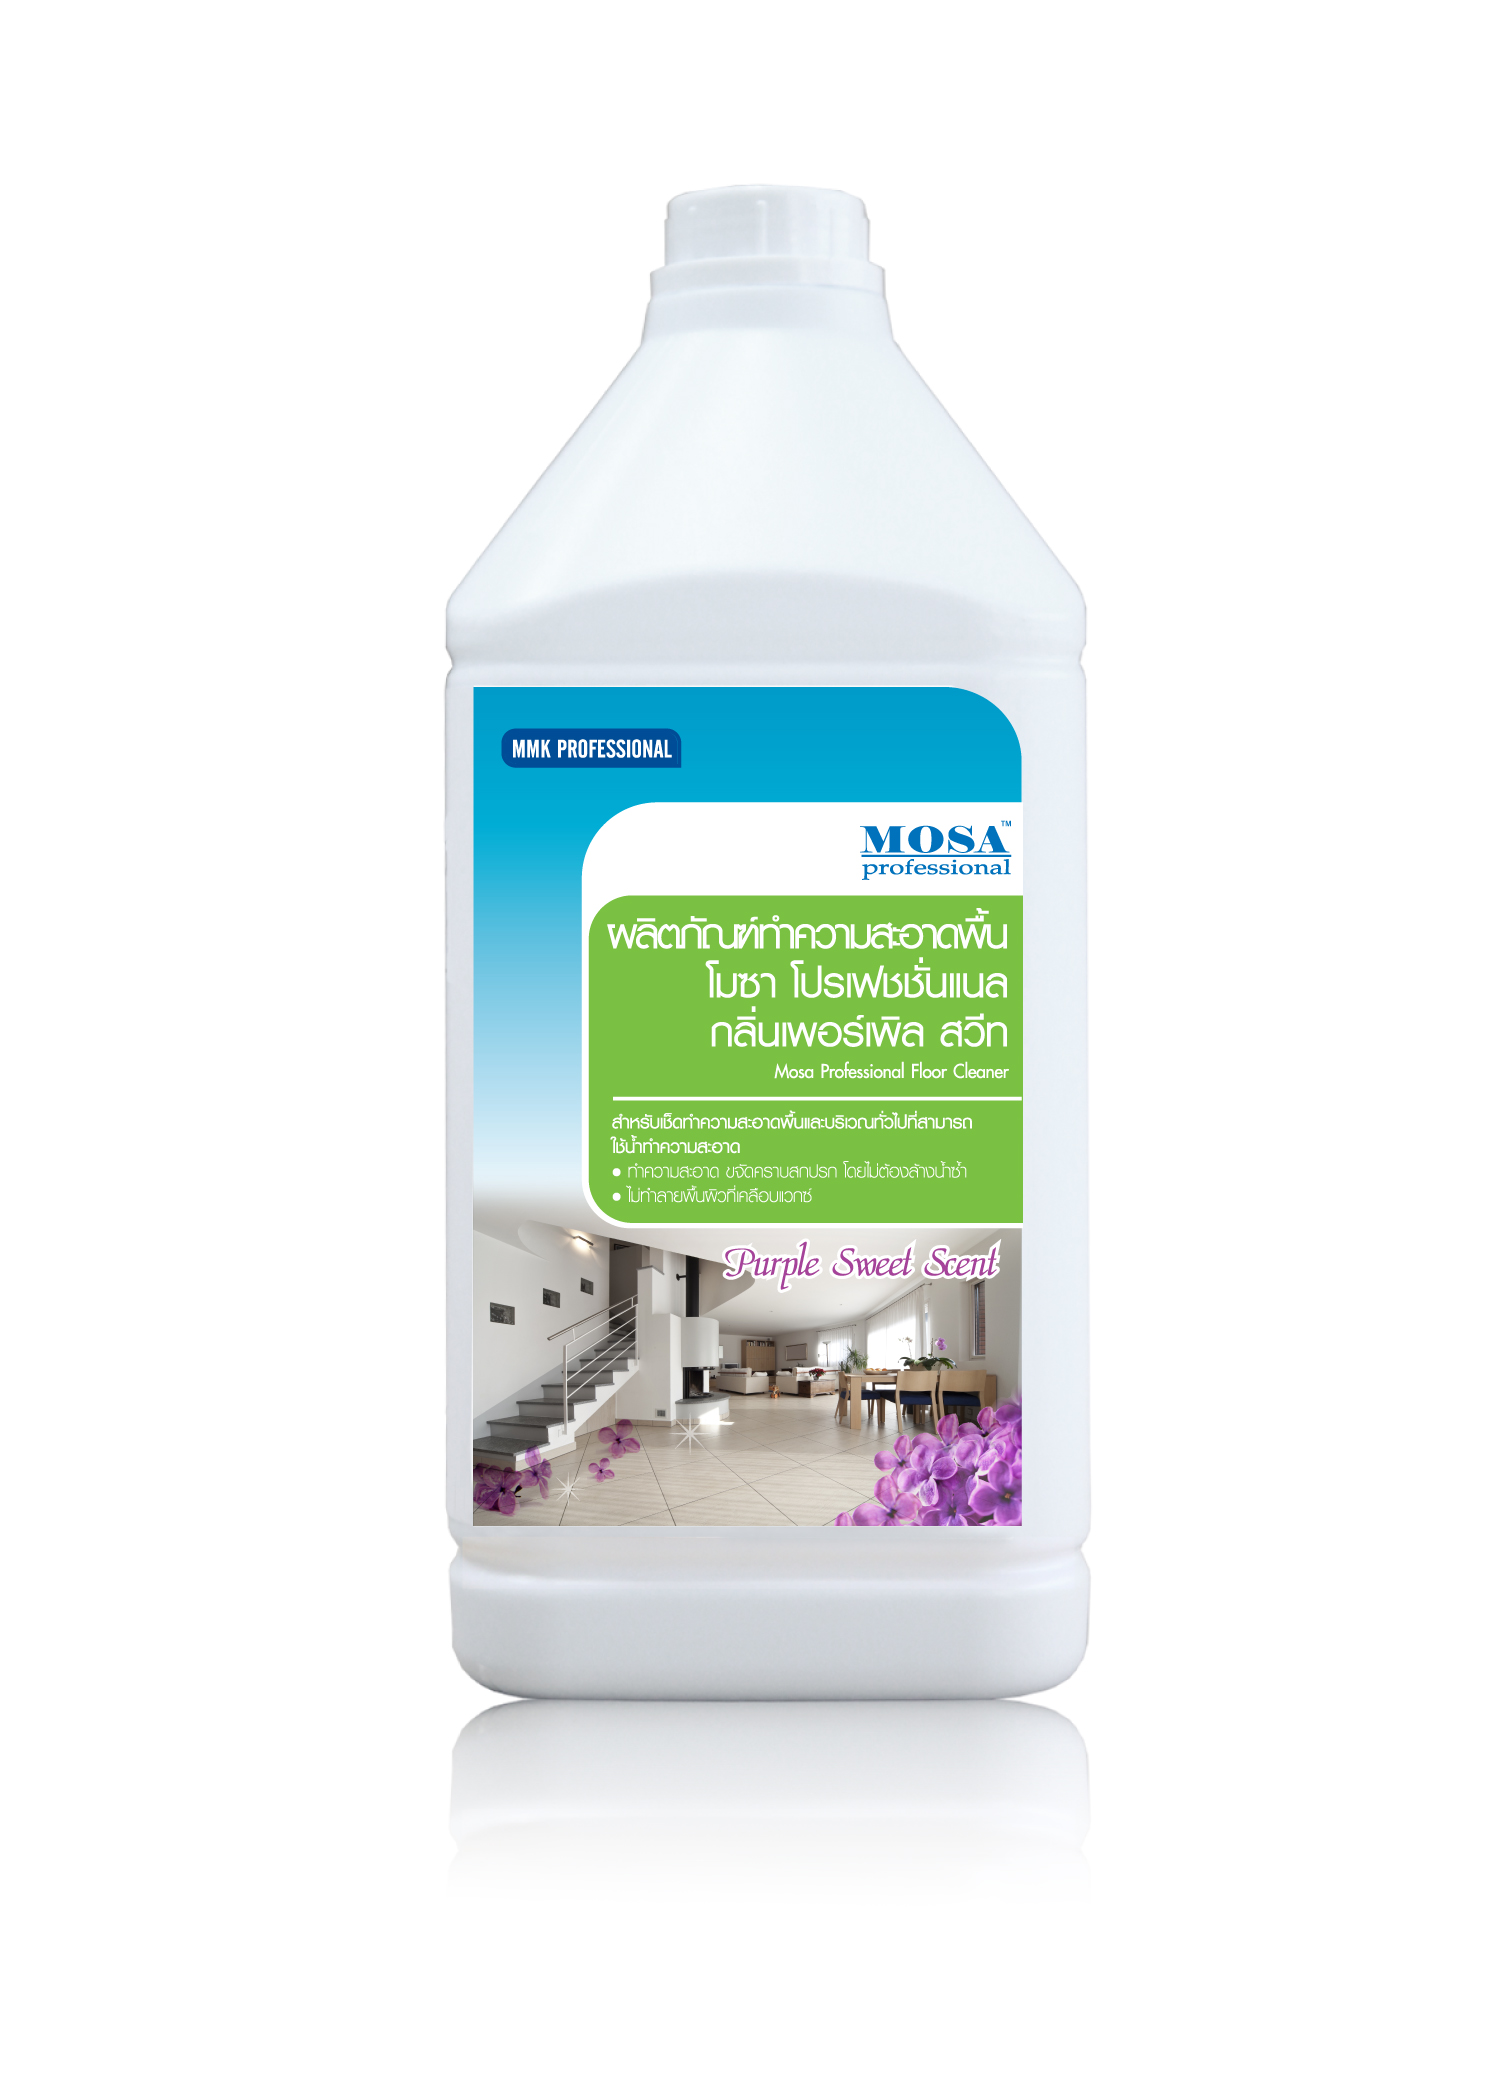 MMK PROFESSIONAL
MOSA™
professional
ผลิตภัณฑ์ทำความสะอาดพื้น
โมซา โปรเฟชชั่นแนล
กลิ่นเพอร์เพิล สวีท
Mosa Professional Floor Cleaner
สำหรับเช็ดทำความสะอาดพื้นและบริเวณทั่วไปที่สามารถ
ใช้น้ำทำความสะอาด
• ทำความสะอาด ขจัดคราบสกปรก โดยไม่ต้องล้างน้ำซ้ำ
• ไม่ทำลายพื้นผิวที่เคลือบแวกซ์
Purple Sweet Scent